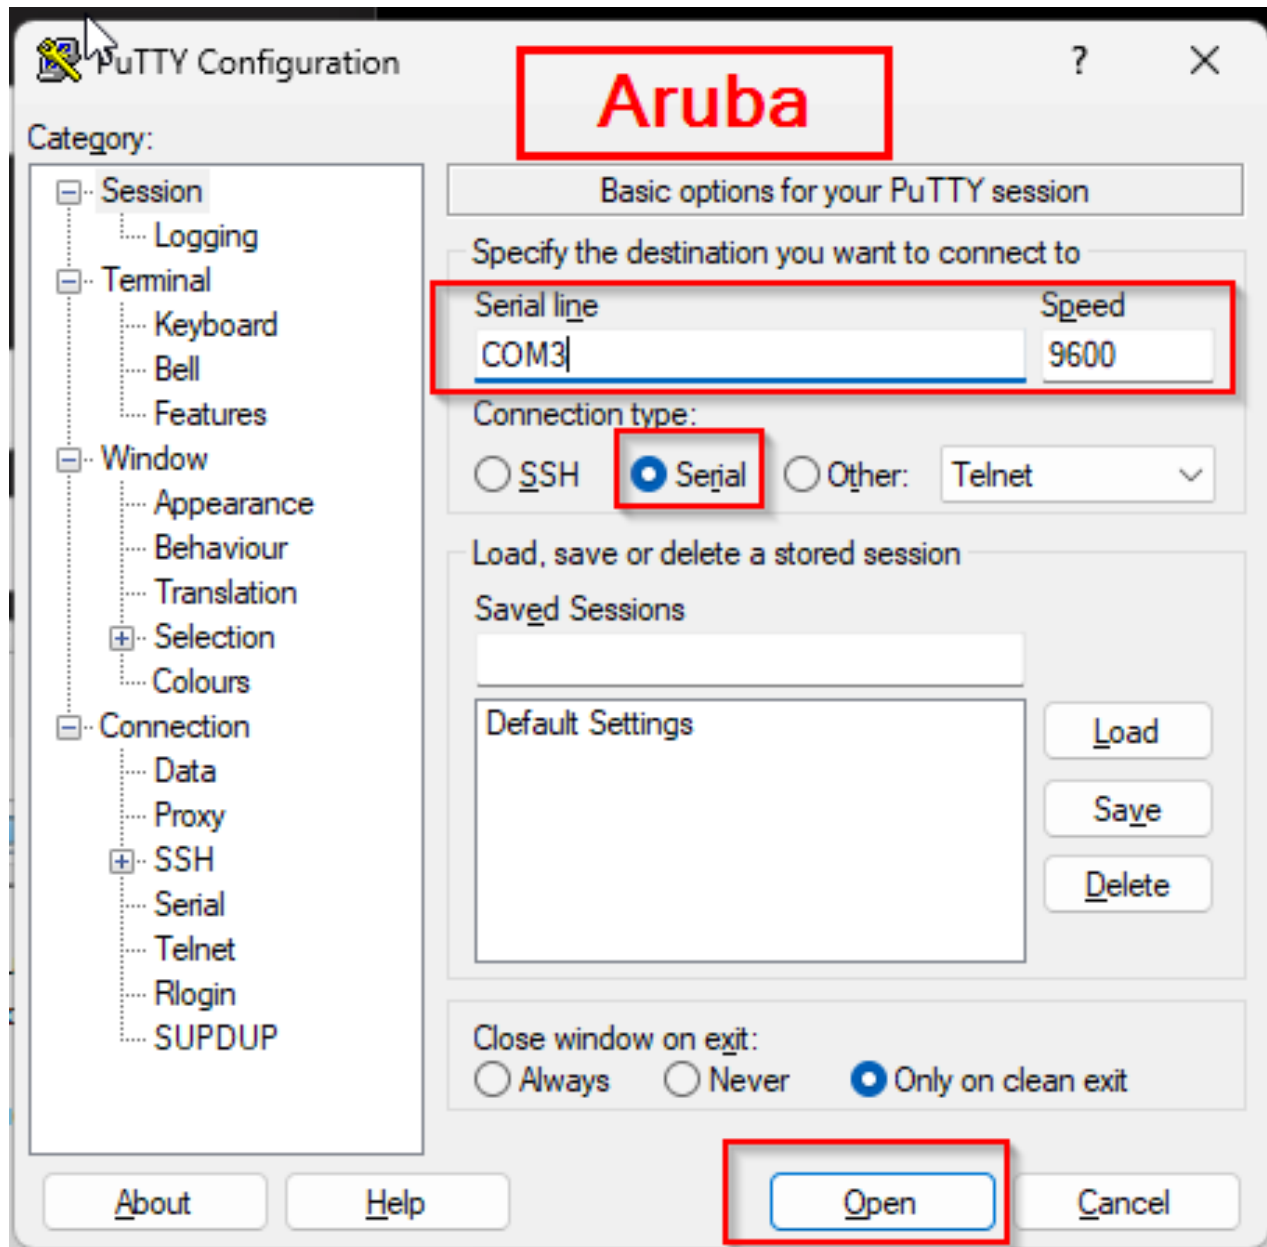 PuTTY Configuration
?
Aruba
Category:
Session
Logging
Terminal
Keyboard
Bell
Features
Window
Appearance
Behaviour
Translation
Selection
Colours
Connection
Data
Proxy
SSH
Serial
Telnet
Rlogin
SUPDUP
Basic options for your PuTTY session
Specify the destination you want to connect to
Serial line Speed
COM3 9600
Connection type:
SSH Serial Other: Telnet
Load, save or delete a stored session
Saved Sessions
Default Settings
Load
Save
Delete
Close window on exit:
Always Never Only on clean exit
About Help Open Cancel